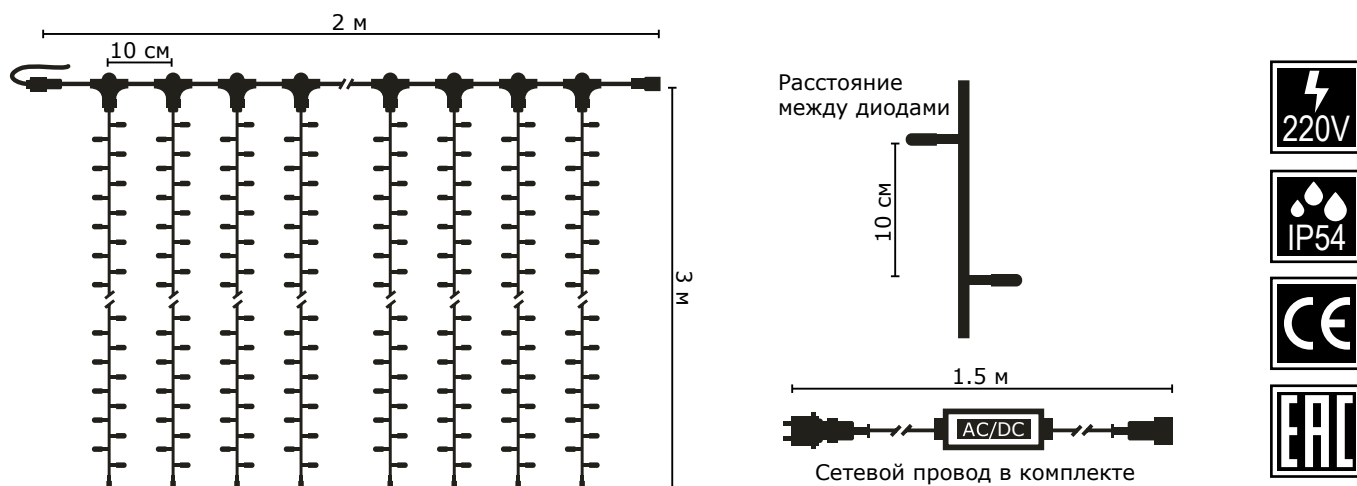 2 м
10 см
3 м
Расстояние
между диодами
10 см
1.5 м
AC/DC
Сетевой провод в комплекте
220V
IP54
CE
EAC